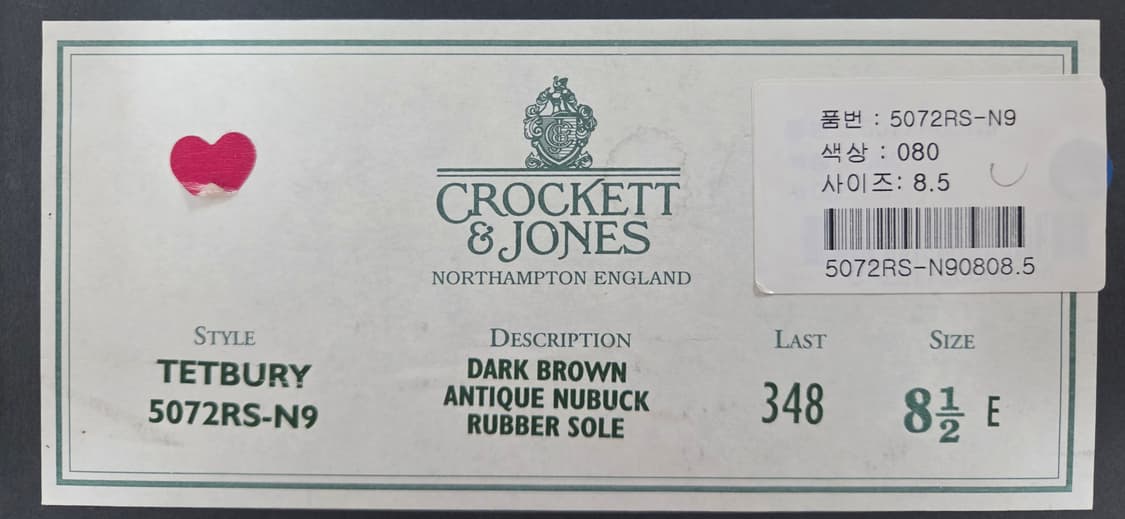 CROCKETT
& JONES
NORTHAMPTON ENGLAND
품번 : 5072RS-N9
색상 : 080
사이즈: 8.5
5072RS-N90808.5
STYLE
TETBURY
5072RS-N9
DESCRIPTION
DARK BROWN
ANTIQUE NUBUCK
RUBBER SOLE
LAST
348
SIZE
8½ E